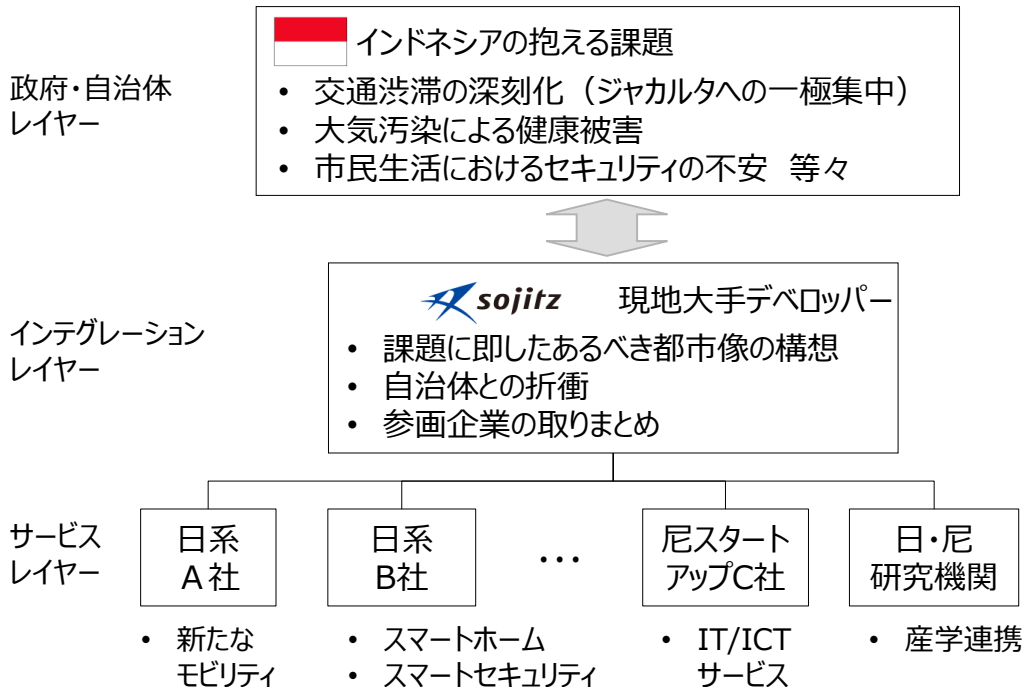 インドネシアの抱える課題
政府・自治体
レイヤー
• 交通渋滞の深刻化（ジャカルタへの一極集中）
• 大気汚染による健康被害
• 市民生活におけるセキュリティの不安 等々
sojitz 現地大手デベロッパー
インテグレーション
レイヤー
• 課題に即したあるべき都市像の構想
• 自治体との折衝
• 参画企業の取りまとめ
サービス
レイヤー
日系
A社
日系
B社
・・・
尼スタート
アップC社
日・尼
研究機関
• 新たな
モビリティ
• スマートホーム
• スマートセキュリティ
• IT/ICT
サービス
• 産学連携